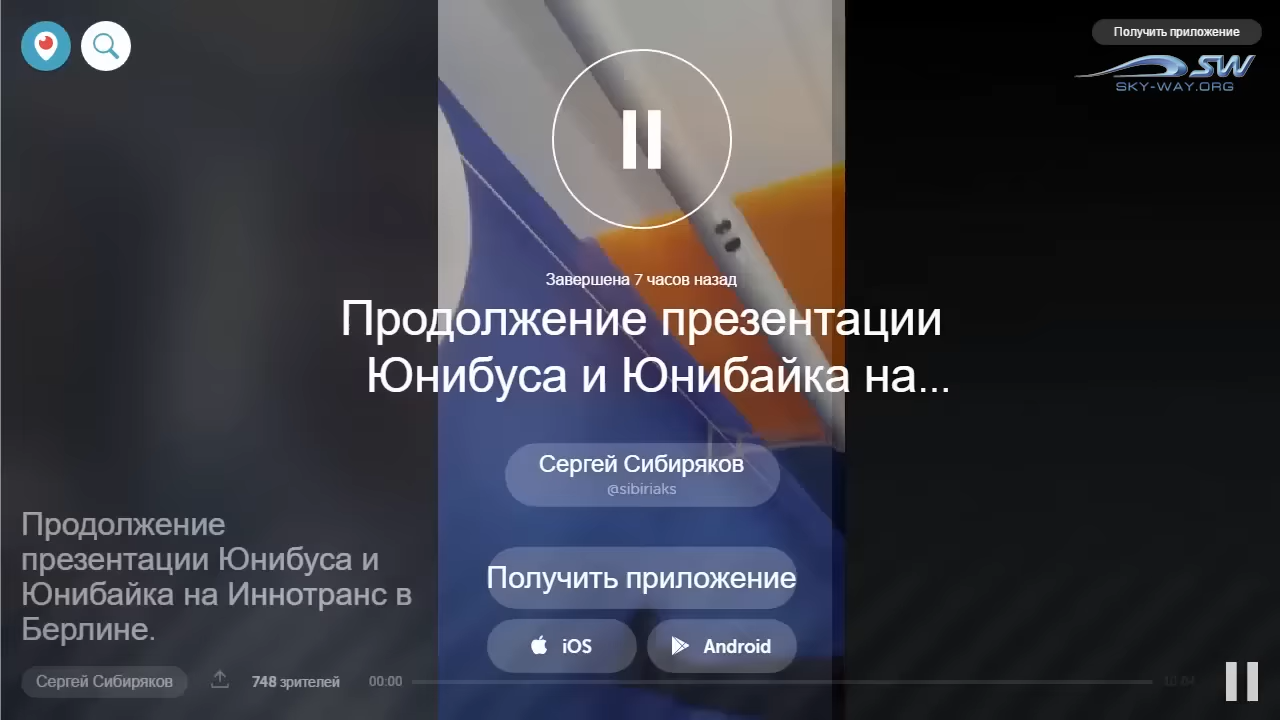 Получить приложение
SW
SKY-WAY.ORG
Завершена 7 часов назад
Продолжение презентации
Юнибуса и Юнибайка на...
Сергей Сибиряков
@sibiriaks
Получить приложение
iOS
Android
Продолжение
презентации Юнибуса и
Юнибайка на Иннотранс в
Берлине.
Сергей Сибиряков
748 зрителей
00:00